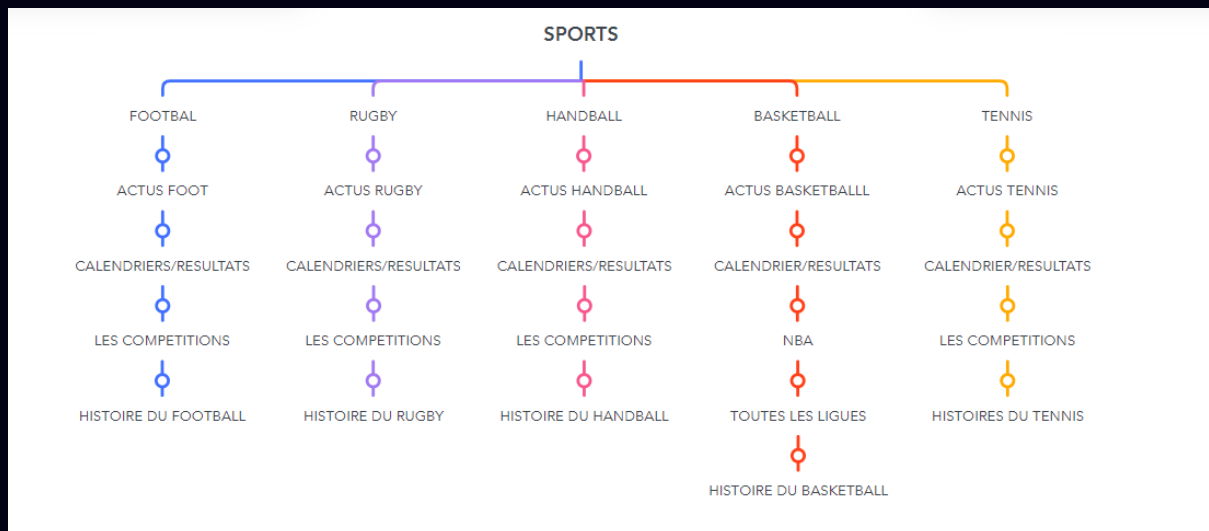 SPORTS
FOOTBAL RUGBY HANDBALL BASKETBALL TENNIS
ACTUS FOOT ACTUS RUGBY ACTUS HANDBALL ACTUS BASKETBALLL ACTUS TENNIS
CALENDRIERS/RESULTATS CALENDRIERS/RESULTATS CALENDRIERS/RESULTATS CALENDRIER/RESULTATS CALENDRIER/RESULTATS
LES COMPETITIONS LES COMPETITIONS LES COMPETITIONS NBA LES COMPETITIONS
HISTOIRE DU FOOTBALL HISTOIRE DU RUGBY HISTOIRE DU HANDBALL TOUTES LES LIGUES HISTOIRES DU TENNIS
HISTOIRE DU BASKETBALL